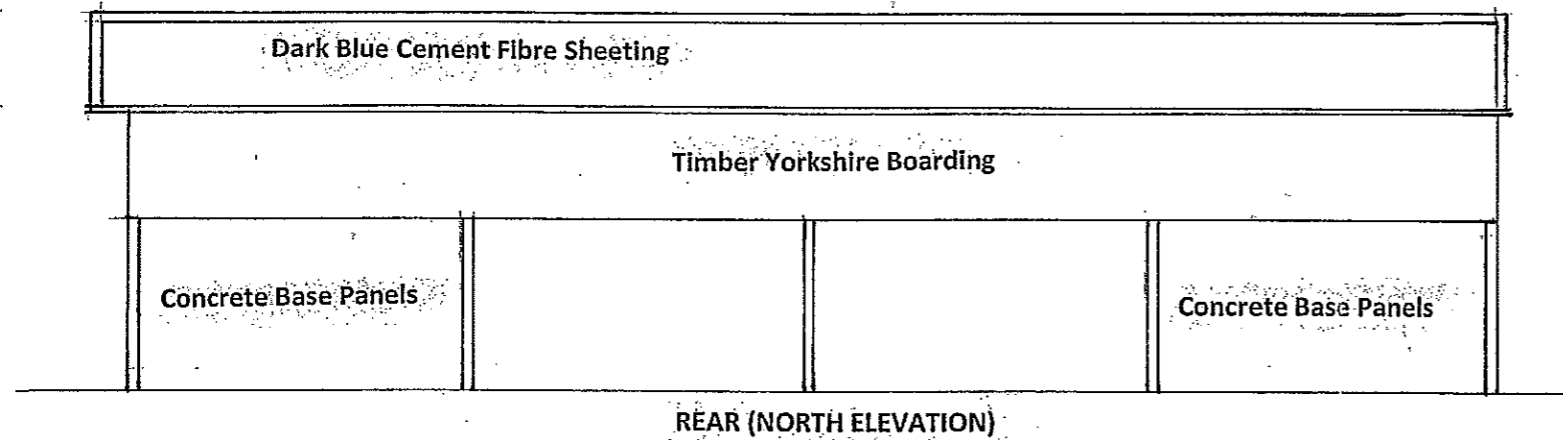 Dark Blue Cement Fibre Sheeting
Timber Yorkshire Boarding
Concrete Base Panels
Concrete Base Panels
REAR (NORTH ELEVATION)